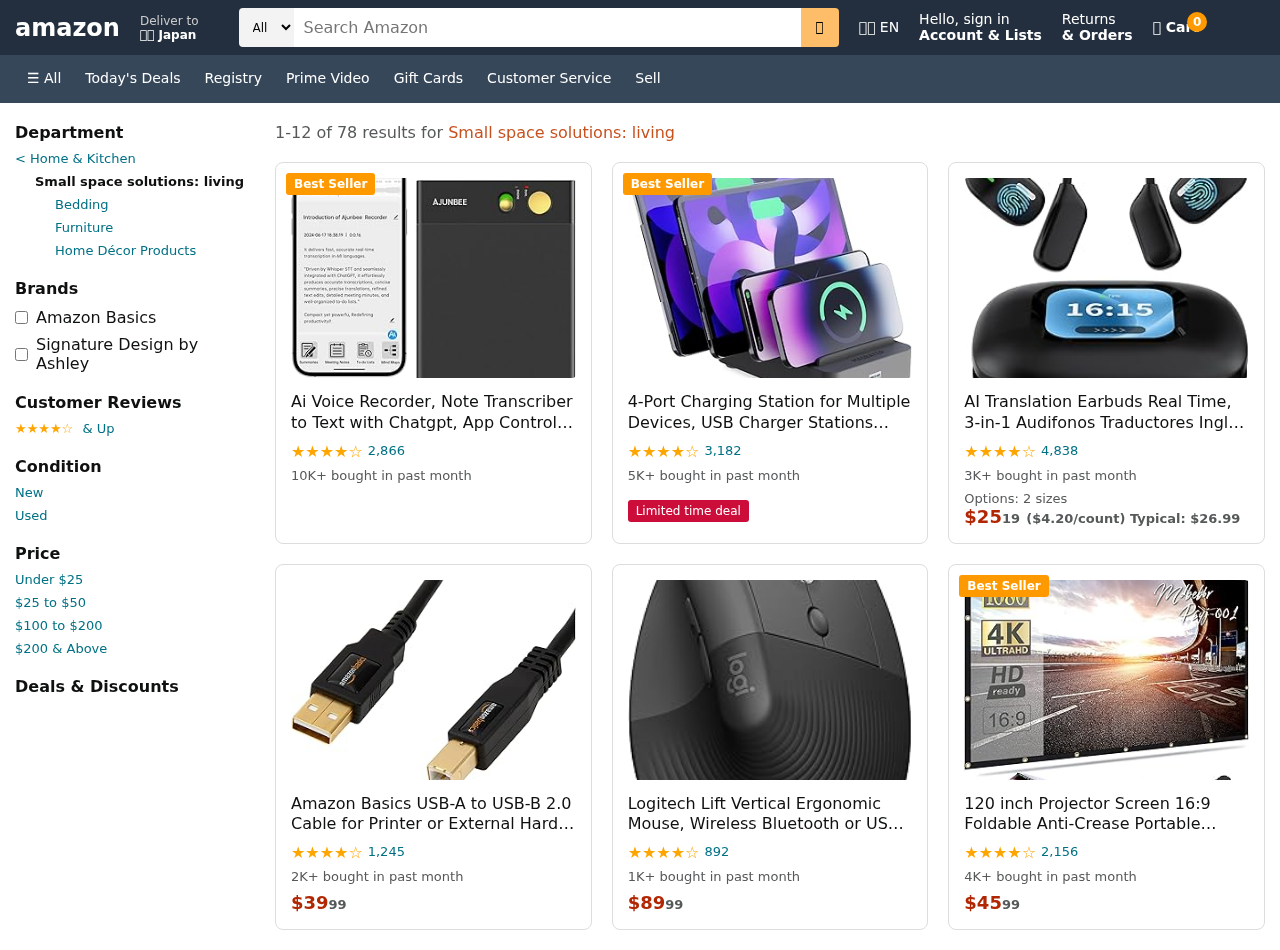 amazon
Deliver to
Japan
All
Search Amazon
EN
Hello, sign in
Account & Lists
Returns
& Orders
0
☰ All
Today's Deals
Registry
Prime Video
Gift Cards
Customer Service
Sell
Department
< Home & Kitchen
Small space solutions: living
Bedding
Furniture
Home Décor Products
Brands
Amazon Basics
Signature Design by
Ashley
Customer Reviews
★★★★☆ & Up
Condition
New
Used
Price
Under $25
$25 to $50
$100 to $200
$200 & Above
Deals & Discounts
1-12 of 78 results for Small space solutions: living
Best Seller
Introduction of Ajunbee Recorder
AJUNBEE
Ai Voice Recorder, Note Transcriber
to Text with Chatgpt, App Control…
★★★★☆ 2,866
10K+ bought in past month
Best Seller
4-Port Charging Station for Multiple
Devices, USB Charger Stations…
★★★★☆ 3,182
5K+ bought in past month
Limited time deal
16:15
AI Translation Earbuds Real Time,
3-in-1 Audifonos Traductores Ingl…
★★★★☆ 4,838
3K+ bought in past month
Options: 2 sizes
$25 19 ($4.20/count) Typical: $26.99
amazonbasics
amazonbasics
Amazon Basics USB-A to USB-B 2.0
Cable for Printer or External Hard…
★★★★☆ 1,245
2K+ bought in past month
$39 99
logi
Logitech Lift Vertical Ergonomic
Mouse, Wireless Bluetooth or US…
★★★★☆ 892
1K+ bought in past month
$89 99
Best Seller
1080
4K
ULTRAHD
HD
ready
16:9
120 inch Projector Screen 16:9
Foldable Anti-Crease Portable…
★★★★☆ 2,156
4K+ bought in past month
$45 99